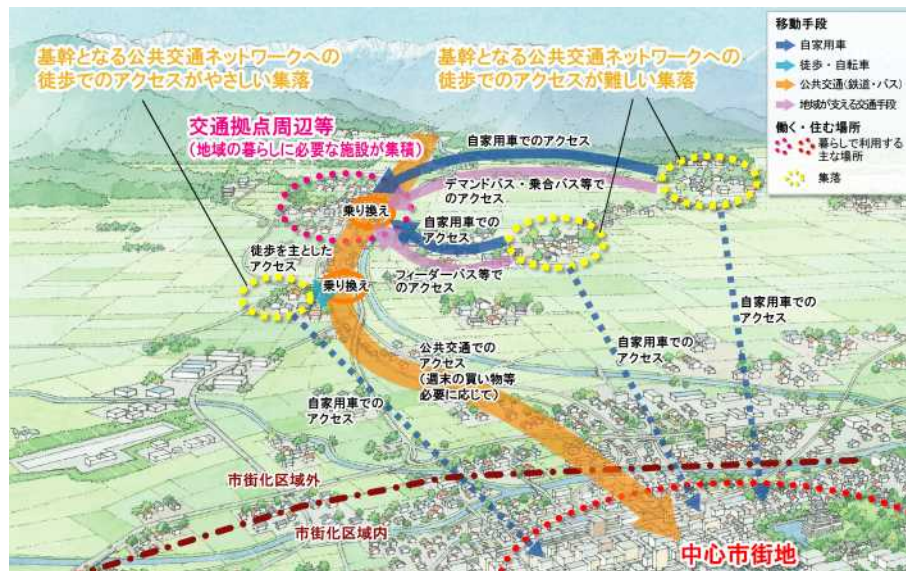 基幹となる公共交通ネットワークへの
徒歩でのアクセスがやさしい集落
基幹となる公共交通ネットワークへの
徒歩でのアクセスが難しい集落
移動手段
自家用車
徒歩・自転車
公共交通(鉄道・バス)
地域が支える交通手段
働く・住む場所
暮らしで利用する
主な場所
集落
交通拠点周辺等
(地域の暮らしに必要な施設が集積)
自家用車でのアクセス
デマンドバス・乗合バス等で
のアクセス
乗り換え
自家用車で
のアクセス
徒歩を主とした
アクセス
フィーダーバス等で
のアクセス
乗り換え
自家用車での
アクセス
自家用車での
アクセス
公共交通での
アクセス
(週末の買い物等
必要に応じて)
自家用車での
アクセス
市街化区域外
市街化区域内
中心市街地